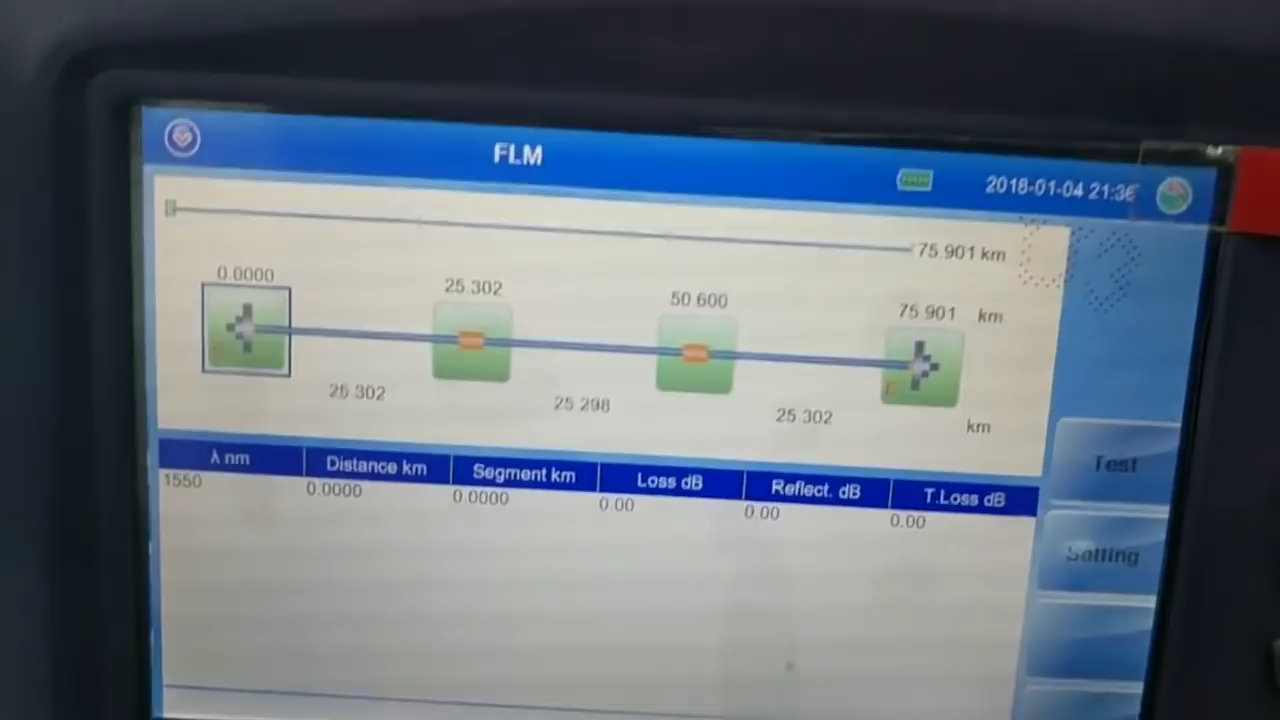 FLM
2018-01-04 21:36
75.901 km
0.0000 25.302 50.600 75.901 km
25.302 25.298 25.302 km
λ nm Distance km Segment km Loss dB Reflect. dB T.Loss dB
1550 0.0000 0.0000 0.00 0.00 0.00
Test
Setting